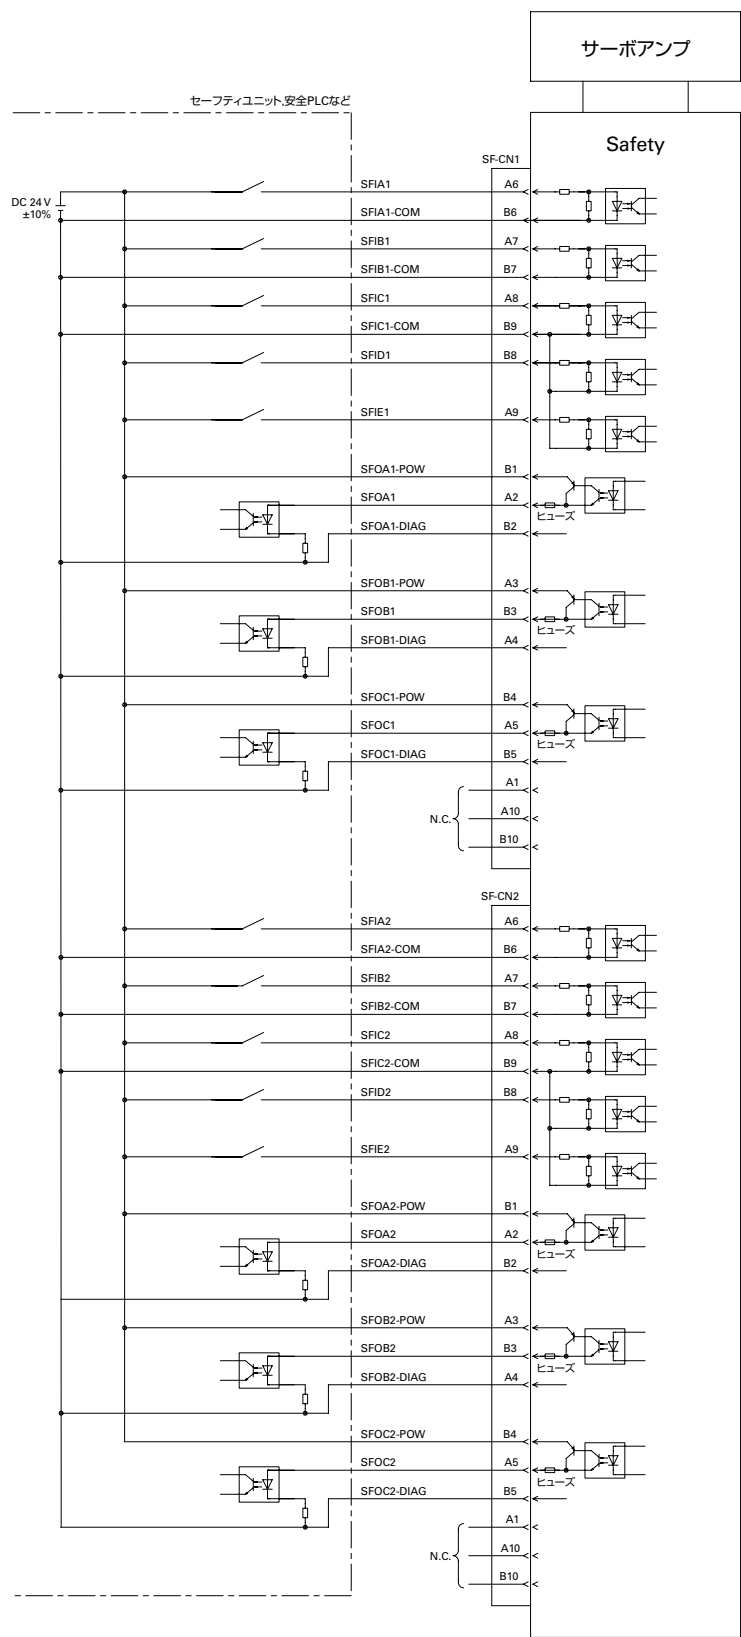 サーボアンプ
セーフティユニット,安全PLCなど
Safety
SF-CN1
DC 24 V
±10%
SFIA1 A6
SFIA1-COM B6
SFIB1 A7
SFIB1-COM B7
SFIC1 A8
SFIC1-COM B9
SFID1 B8
SFIE1 A9
SFOA1-POW B1
SFOA1 A2
ヒューズ
SFOA1-DIAG B2
SFOB1-POW A3
SFOB1 B3
ヒューズ
SFOB1-DIAG A4
SFOC1-POW B4
SFOC1 A5
ヒューズ
SFOC1-DIAG B5
A1
N.C. A10
B10
SF-CN2
SFIA2 A6
SFIA2-COM B6
SFIB2 A7
SFIB2-COM B7
SFIC2 A8
SFIC2-COM B9
SFID2 B8
SFIE2 A9
SFOA2-POW B1
SFOA2 A2
ヒューズ
SFOA2-DIAG B2
SFOB2-POW A3
SFOB2 B3
ヒューズ
SFOB2-DIAG A4
SFOC2-POW B4
SFOC2 A5
ヒューズ
SFOC2-DIAG B5
A1
N.C. A10
B10